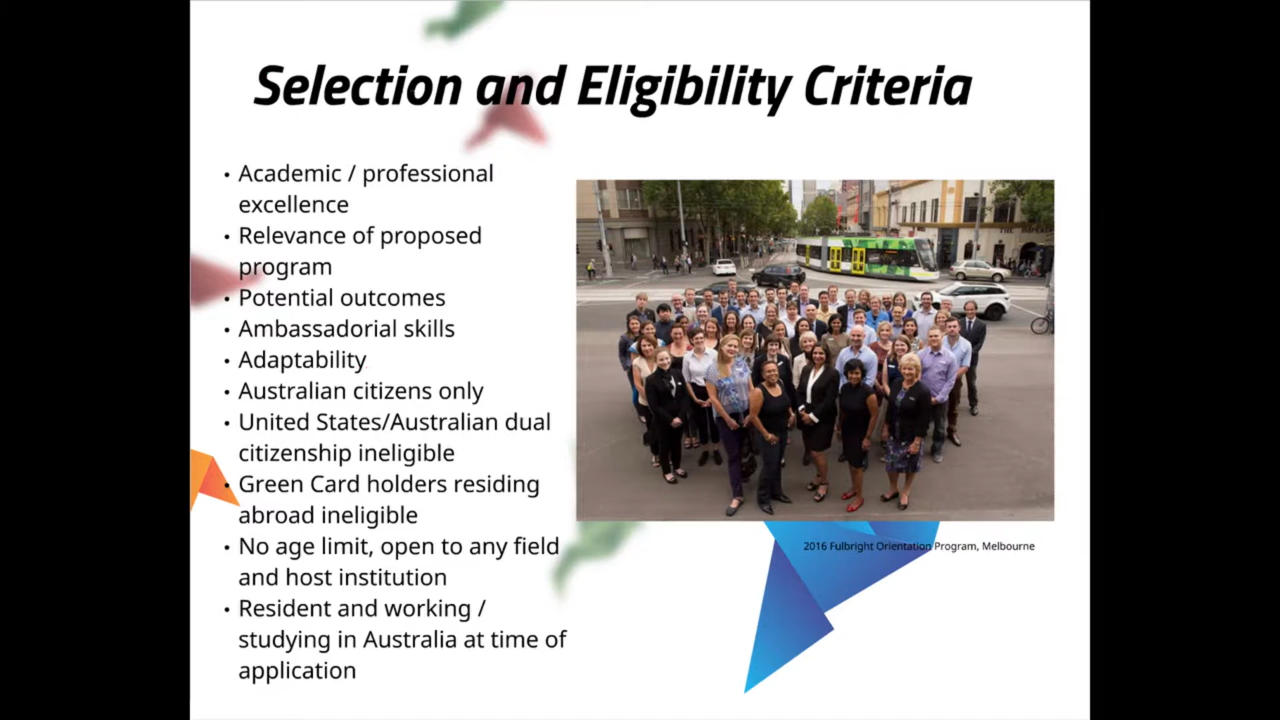 Selection and Eligibility Criteria
• Academic / professional
excellence
• Relevance of proposed
program
• Potential outcomes
• Ambassadorial skills
• Adaptability
• Australian citizens only
• United States/Australian dual
citizenship ineligible
• Green Card holders residing
abroad ineligible
• No age limit, open to any field
and host institution
• Resident and working /
studying in Australia at time of
application
2016 Fulbright Orientation Program, Melbourne